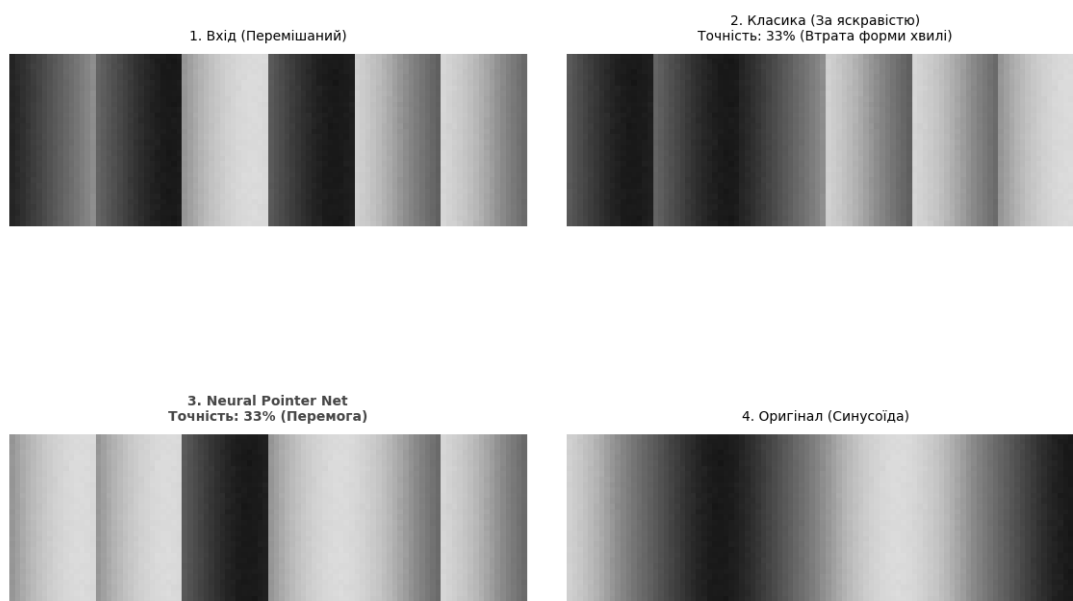 1. Вхід (Перемішаний)
2. Класика (За яскравістю)
Точність: 33% (Втрата форми хвилі)
3. Neural Pointer Net
Точність: 33% (Перемога)
4. Оригінал (Синусоїда)